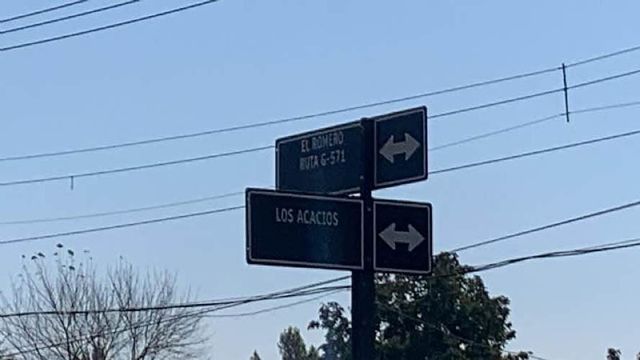 EL ROMERO
RUTA G-571
LOS ACACIOS